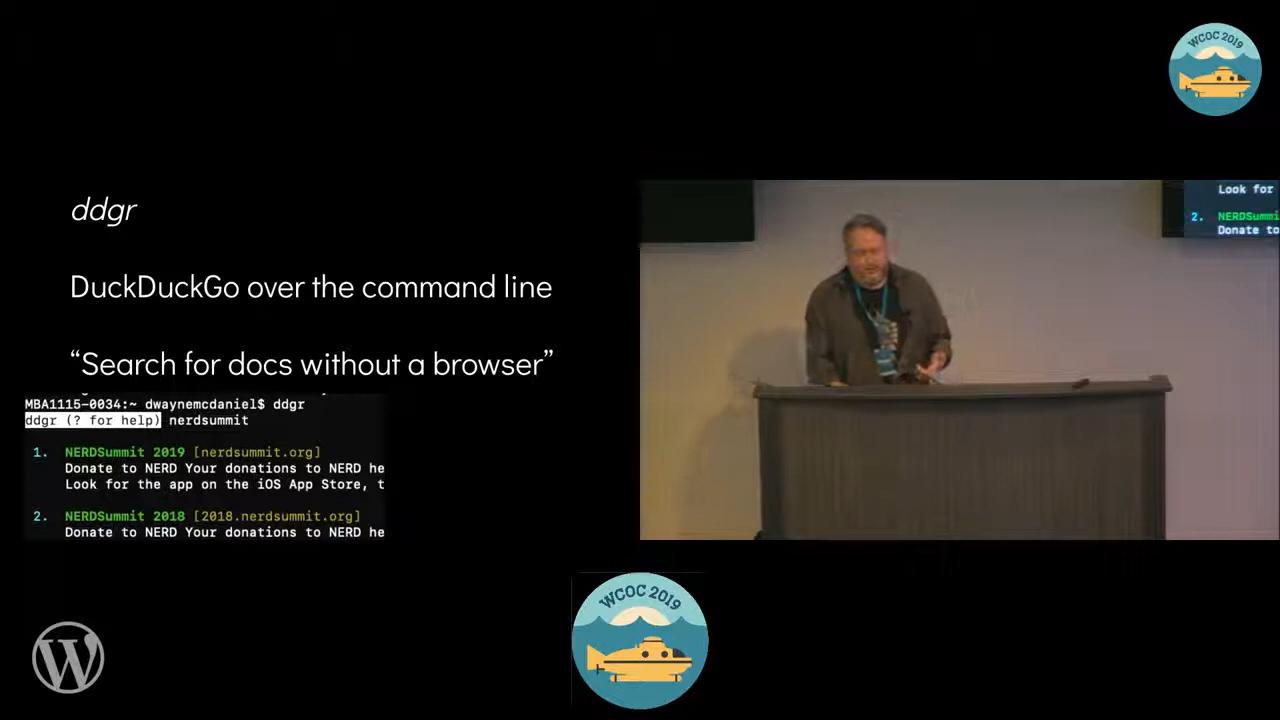 WCOC 2019
ddgr
DuckDuckGo over the command line
“Search for docs without a browser”
MBA1115-0034:~ dwaynemcdaniel$ ddgr
ddgr (? for help) nerdsummit
1. NERDSummit 2019 [nerdsummit.org]
Donate to NERD Your donations to NERD he
Look for the app on the iOS App Store, t
2. NERDSummit 2018 [2018.nerdsummit.org]
Donate to NERD Your donations to NERD he
Look for
2. NERDSummi
Donate to
WCOC 2019
W